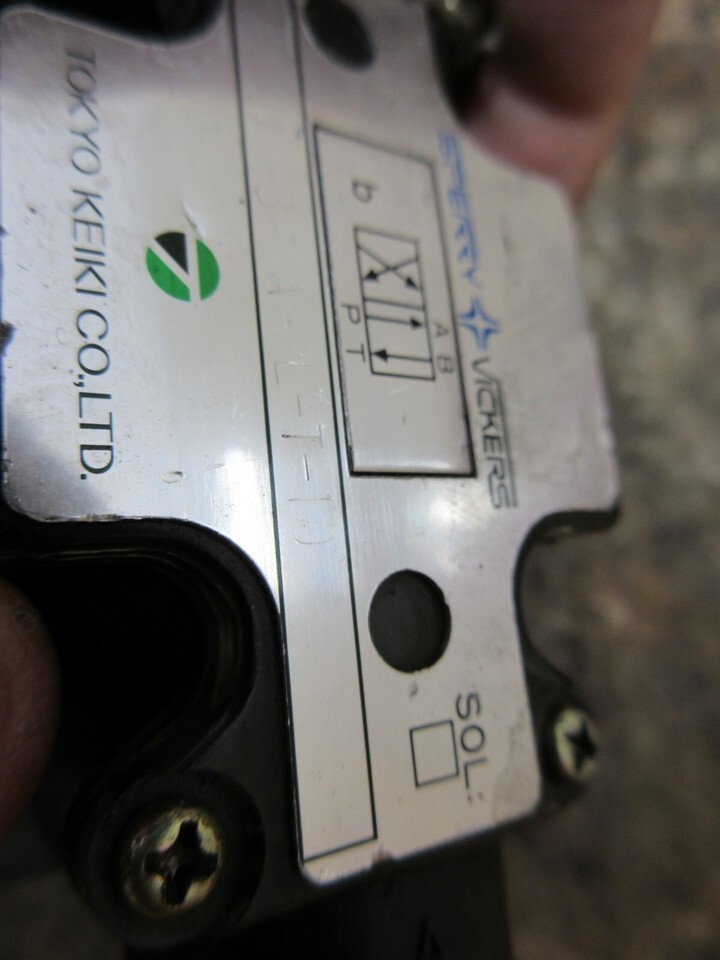 SPERRY VICKERS
b
A B
P T
SOL:
TOKYO KEIKI CO., LTD.